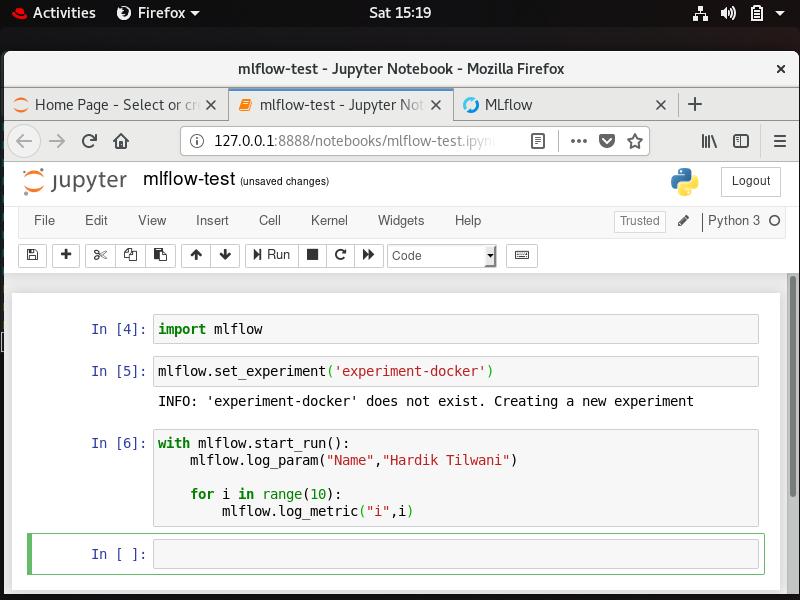 Activities Firefox Sat 15:19
mlflow-test - Jupyter Notebook - Mozilla Firefox
Home Page - Select or cr mlflow-test - Jupyter Not MLflow
127.0.0.1:8888/notebooks/mlflow-test.ipyn
jupyter mlflow-test (unsaved changes) Logout
File Edit View Insert Cell Kernel Widgets Help Trusted Python 3
Run Code
In [4]: import mlflow
In [5]: mlflow.set_experiment('experiment-docker')
INFO: 'experiment-docker' does not exist. Creating a new experiment
In [6]: with mlflow.start_run():
mlflow.log_param("Name","Hardik Tilwani")
for i in range(10):
mlflow.log_metric("i",i)
In [ ]: